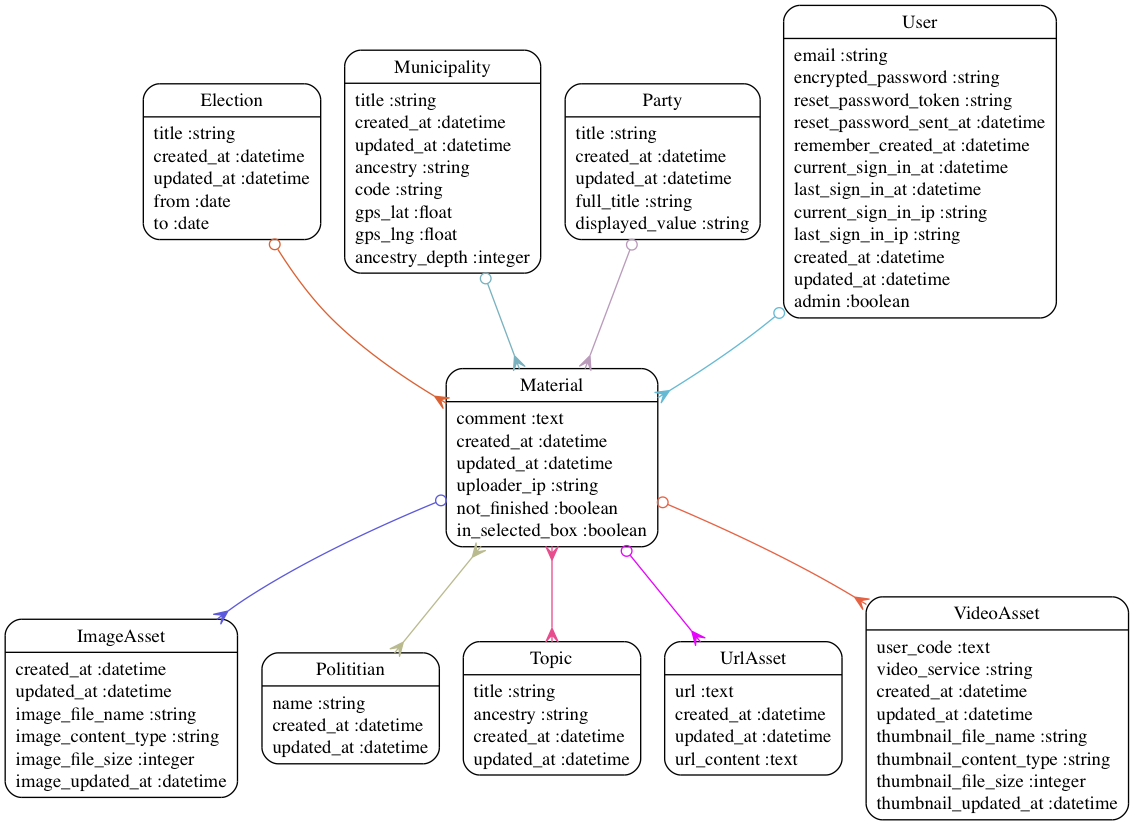 Election
title :string
created_at :datetime
updated_at :datetime
from :date
to :date
Municipality
title :string
created_at :datetime
updated_at :datetime
ancestry :string
code :string
gps_lat :float
gps_lng :float
ancestry_depth :integer
Party
title :string
created_at :datetime
updated_at :datetime
full_title :string
displayed_value :string
User
email :string
encrypted_password :string
reset_password_token :string
reset_password_sent_at :datetime
remember_created_at :datetime
current_sign_in_at :datetime
last_sign_in_at :datetime
current_sign_in_ip :string
last_sign_in_ip :string
created_at :datetime
updated_at :datetime
admin :boolean
Material
comment :text
created_at :datetime
updated_at :datetime
uploader_ip :string
not_finished :boolean
in_selected_box :boolean
ImageAsset
created_at :datetime
updated_at :datetime
image_file_name :string
image_content_type :string
image_file_size :integer
image_updated_at :datetime
Polititian
name :string
created_at :datetime
updated_at :datetime
Topic
title :string
ancestry :string
created_at :datetime
updated_at :datetime
UrlAsset
url :text
created_at :datetime
updated_at :datetime
url_content :text
VideoAsset
user_code :text
video_service :string
created_at :datetime
updated_at :datetime
thumbnail_file_name :string
thumbnail_content_type :string
thumbnail_file_size :integer
thumbnail_updated_at :datetime